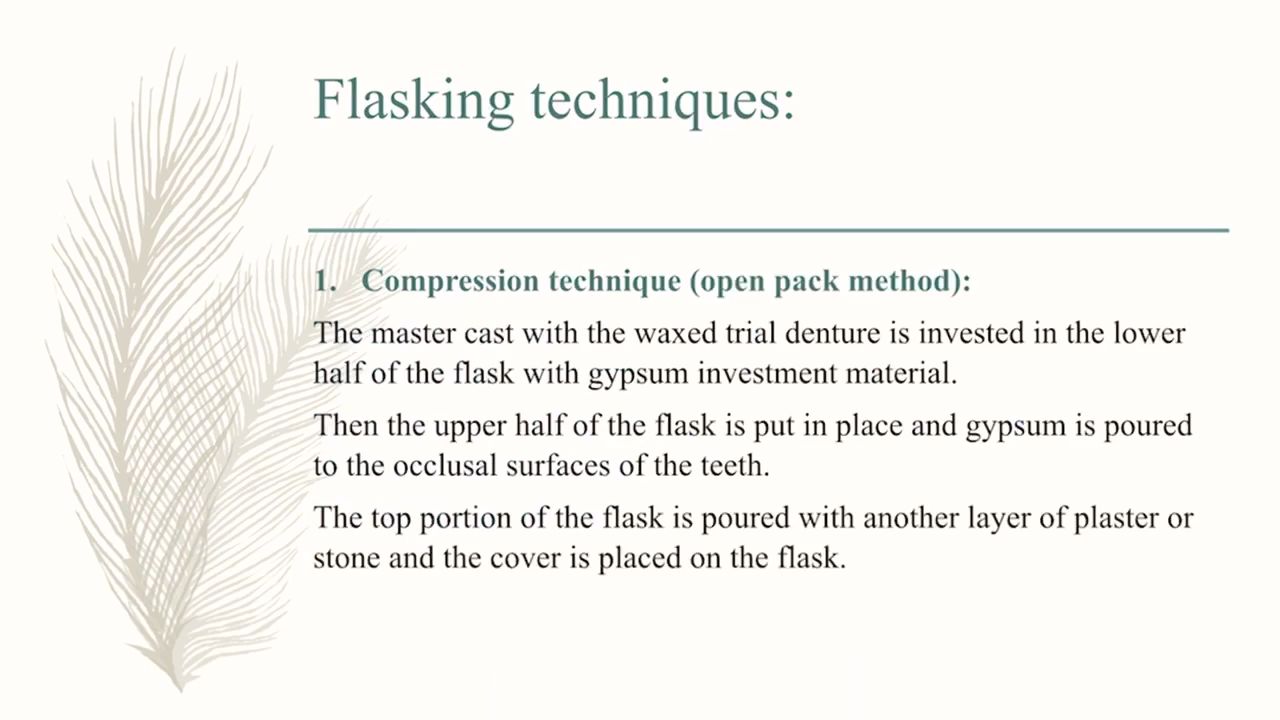 Flasking techniques:
1. Compression technique (open pack method):
The master cast with the waxed trial denture is invested in the lower
half of the flask with gypsum investment material.
Then the upper half of the flask is put in place and gypsum is poured
to the occlusal surfaces of the teeth.
The top portion of the flask is poured with another layer of plaster or
stone and the cover is placed on the flask.